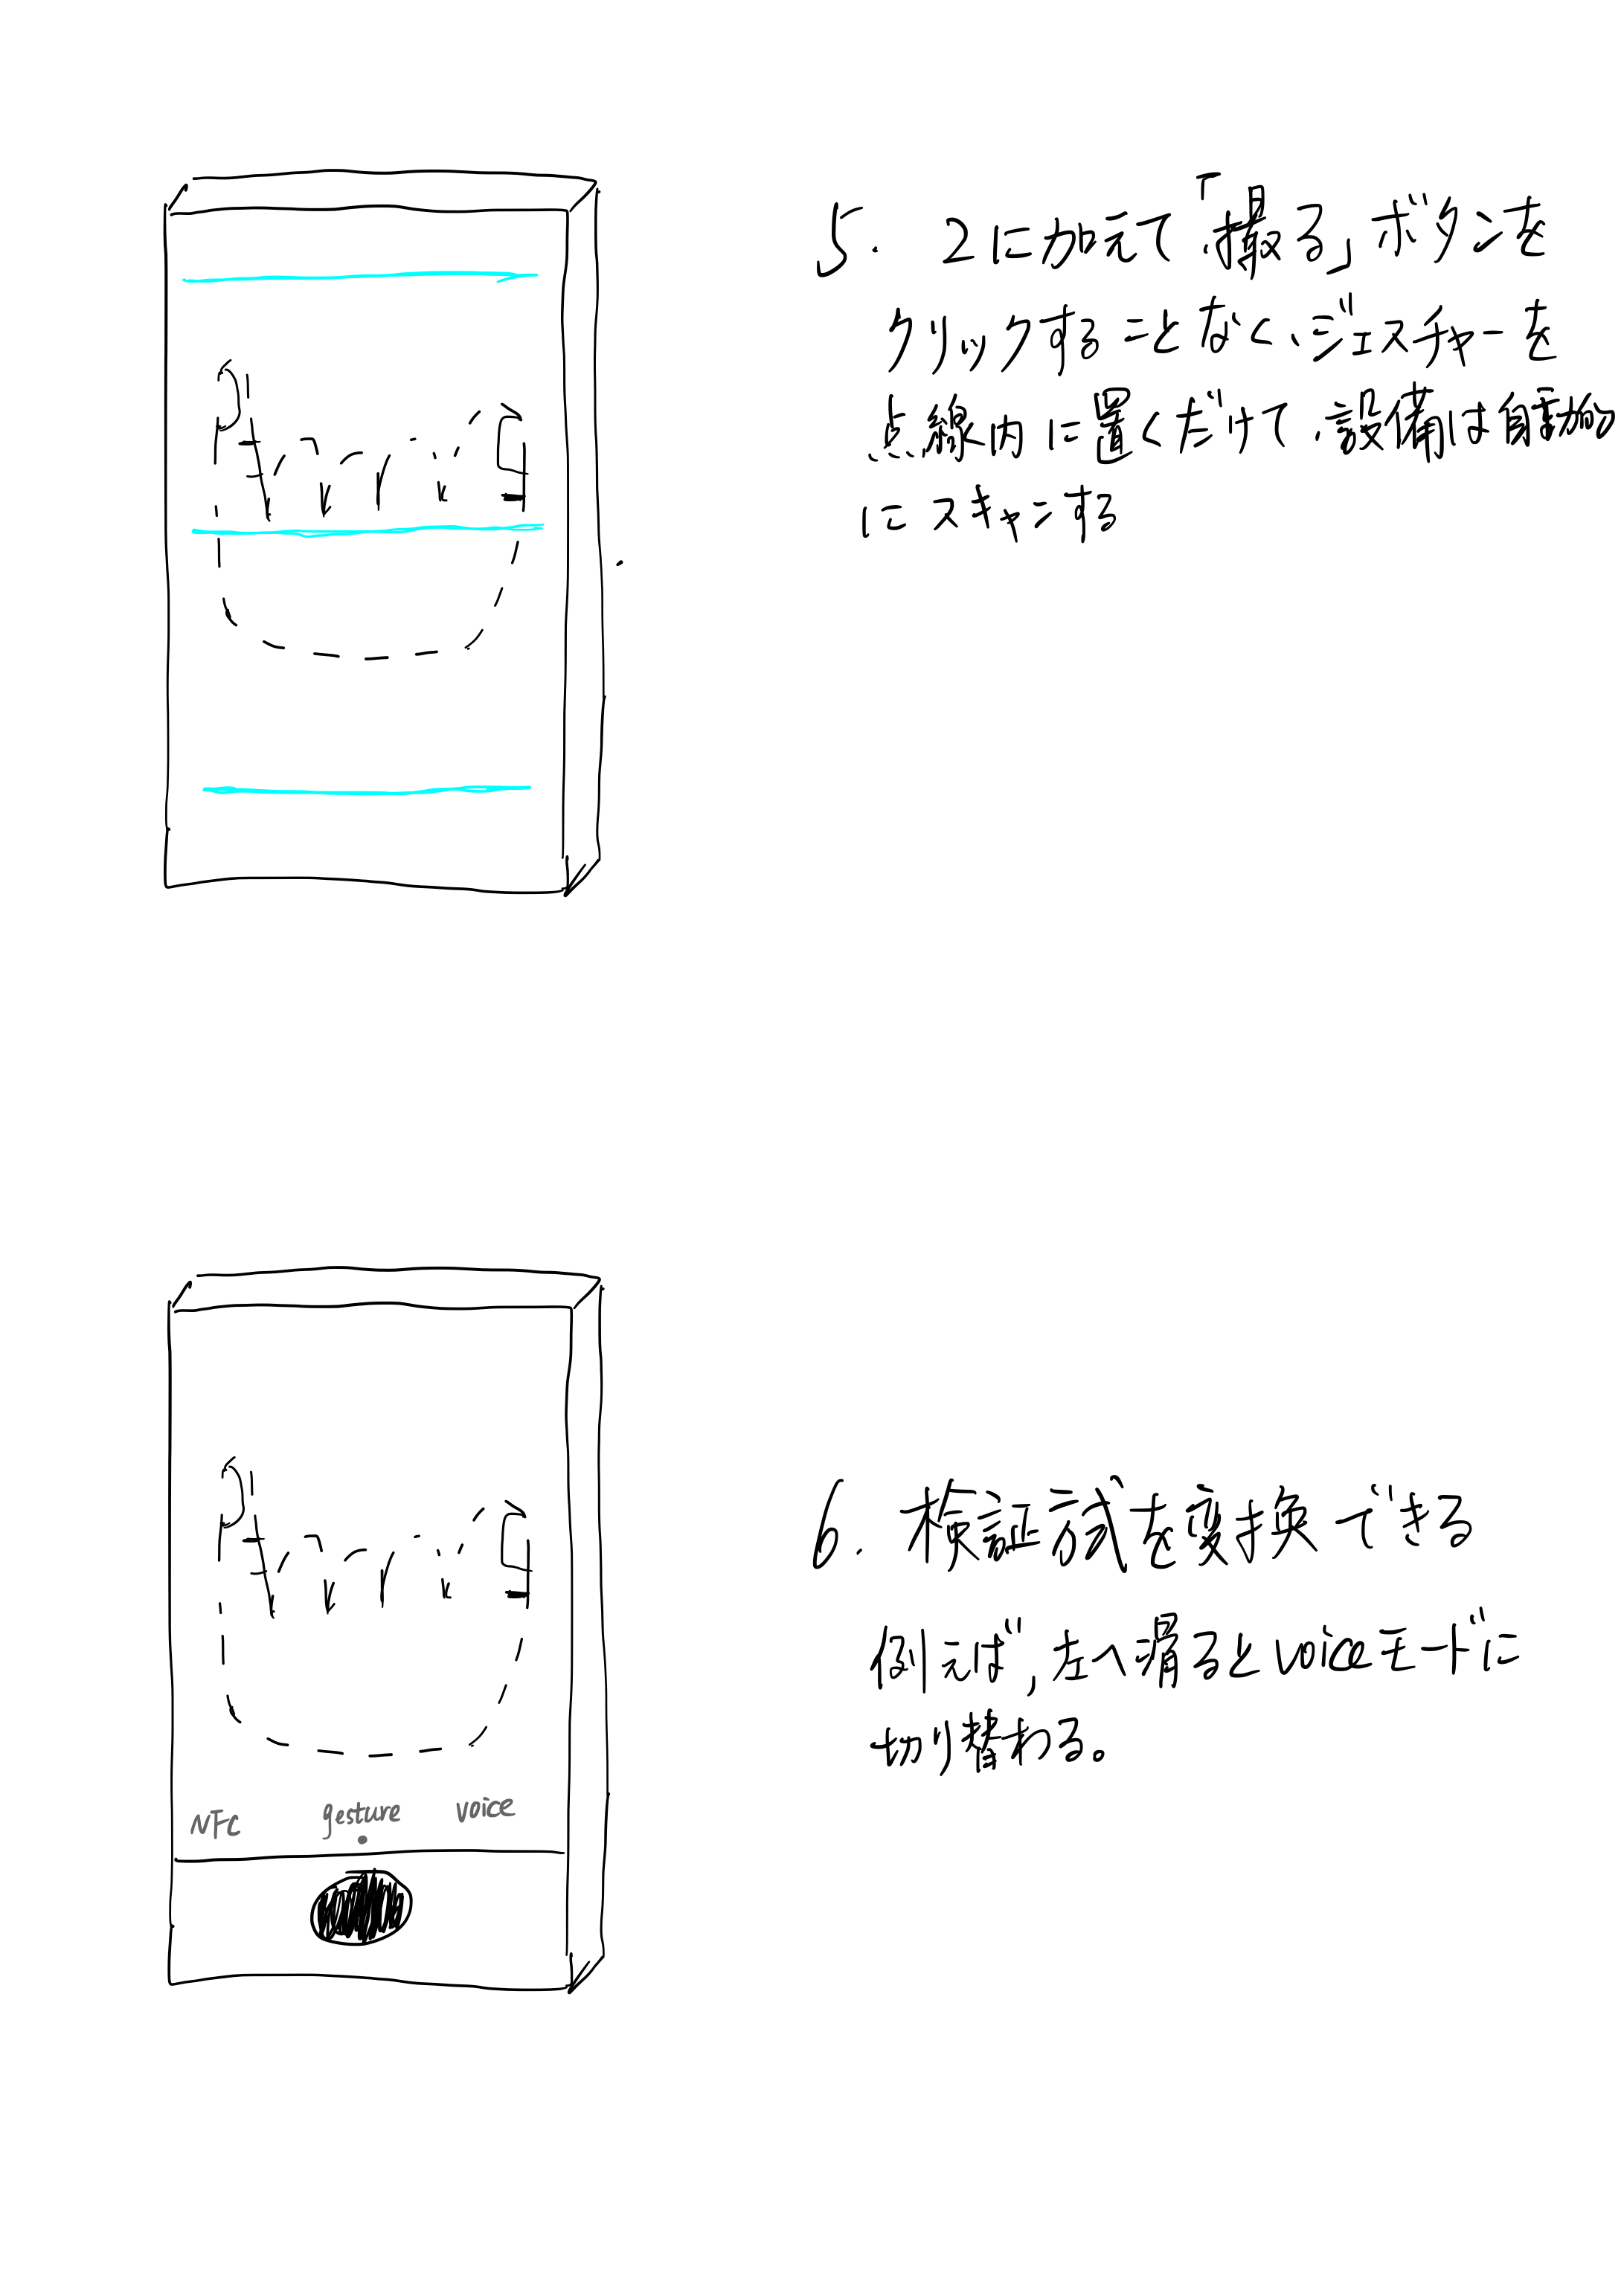 5. 2に加えて「撮る」ボタンを
クリックすることなく、ジェスチャーを
点線内に置くだけで、設備は自動的
にスキャンする
6. 検証方式を変換できる
例えば,左へ滑るとvoiceモードに
切り替わる。
NFC gesture voice